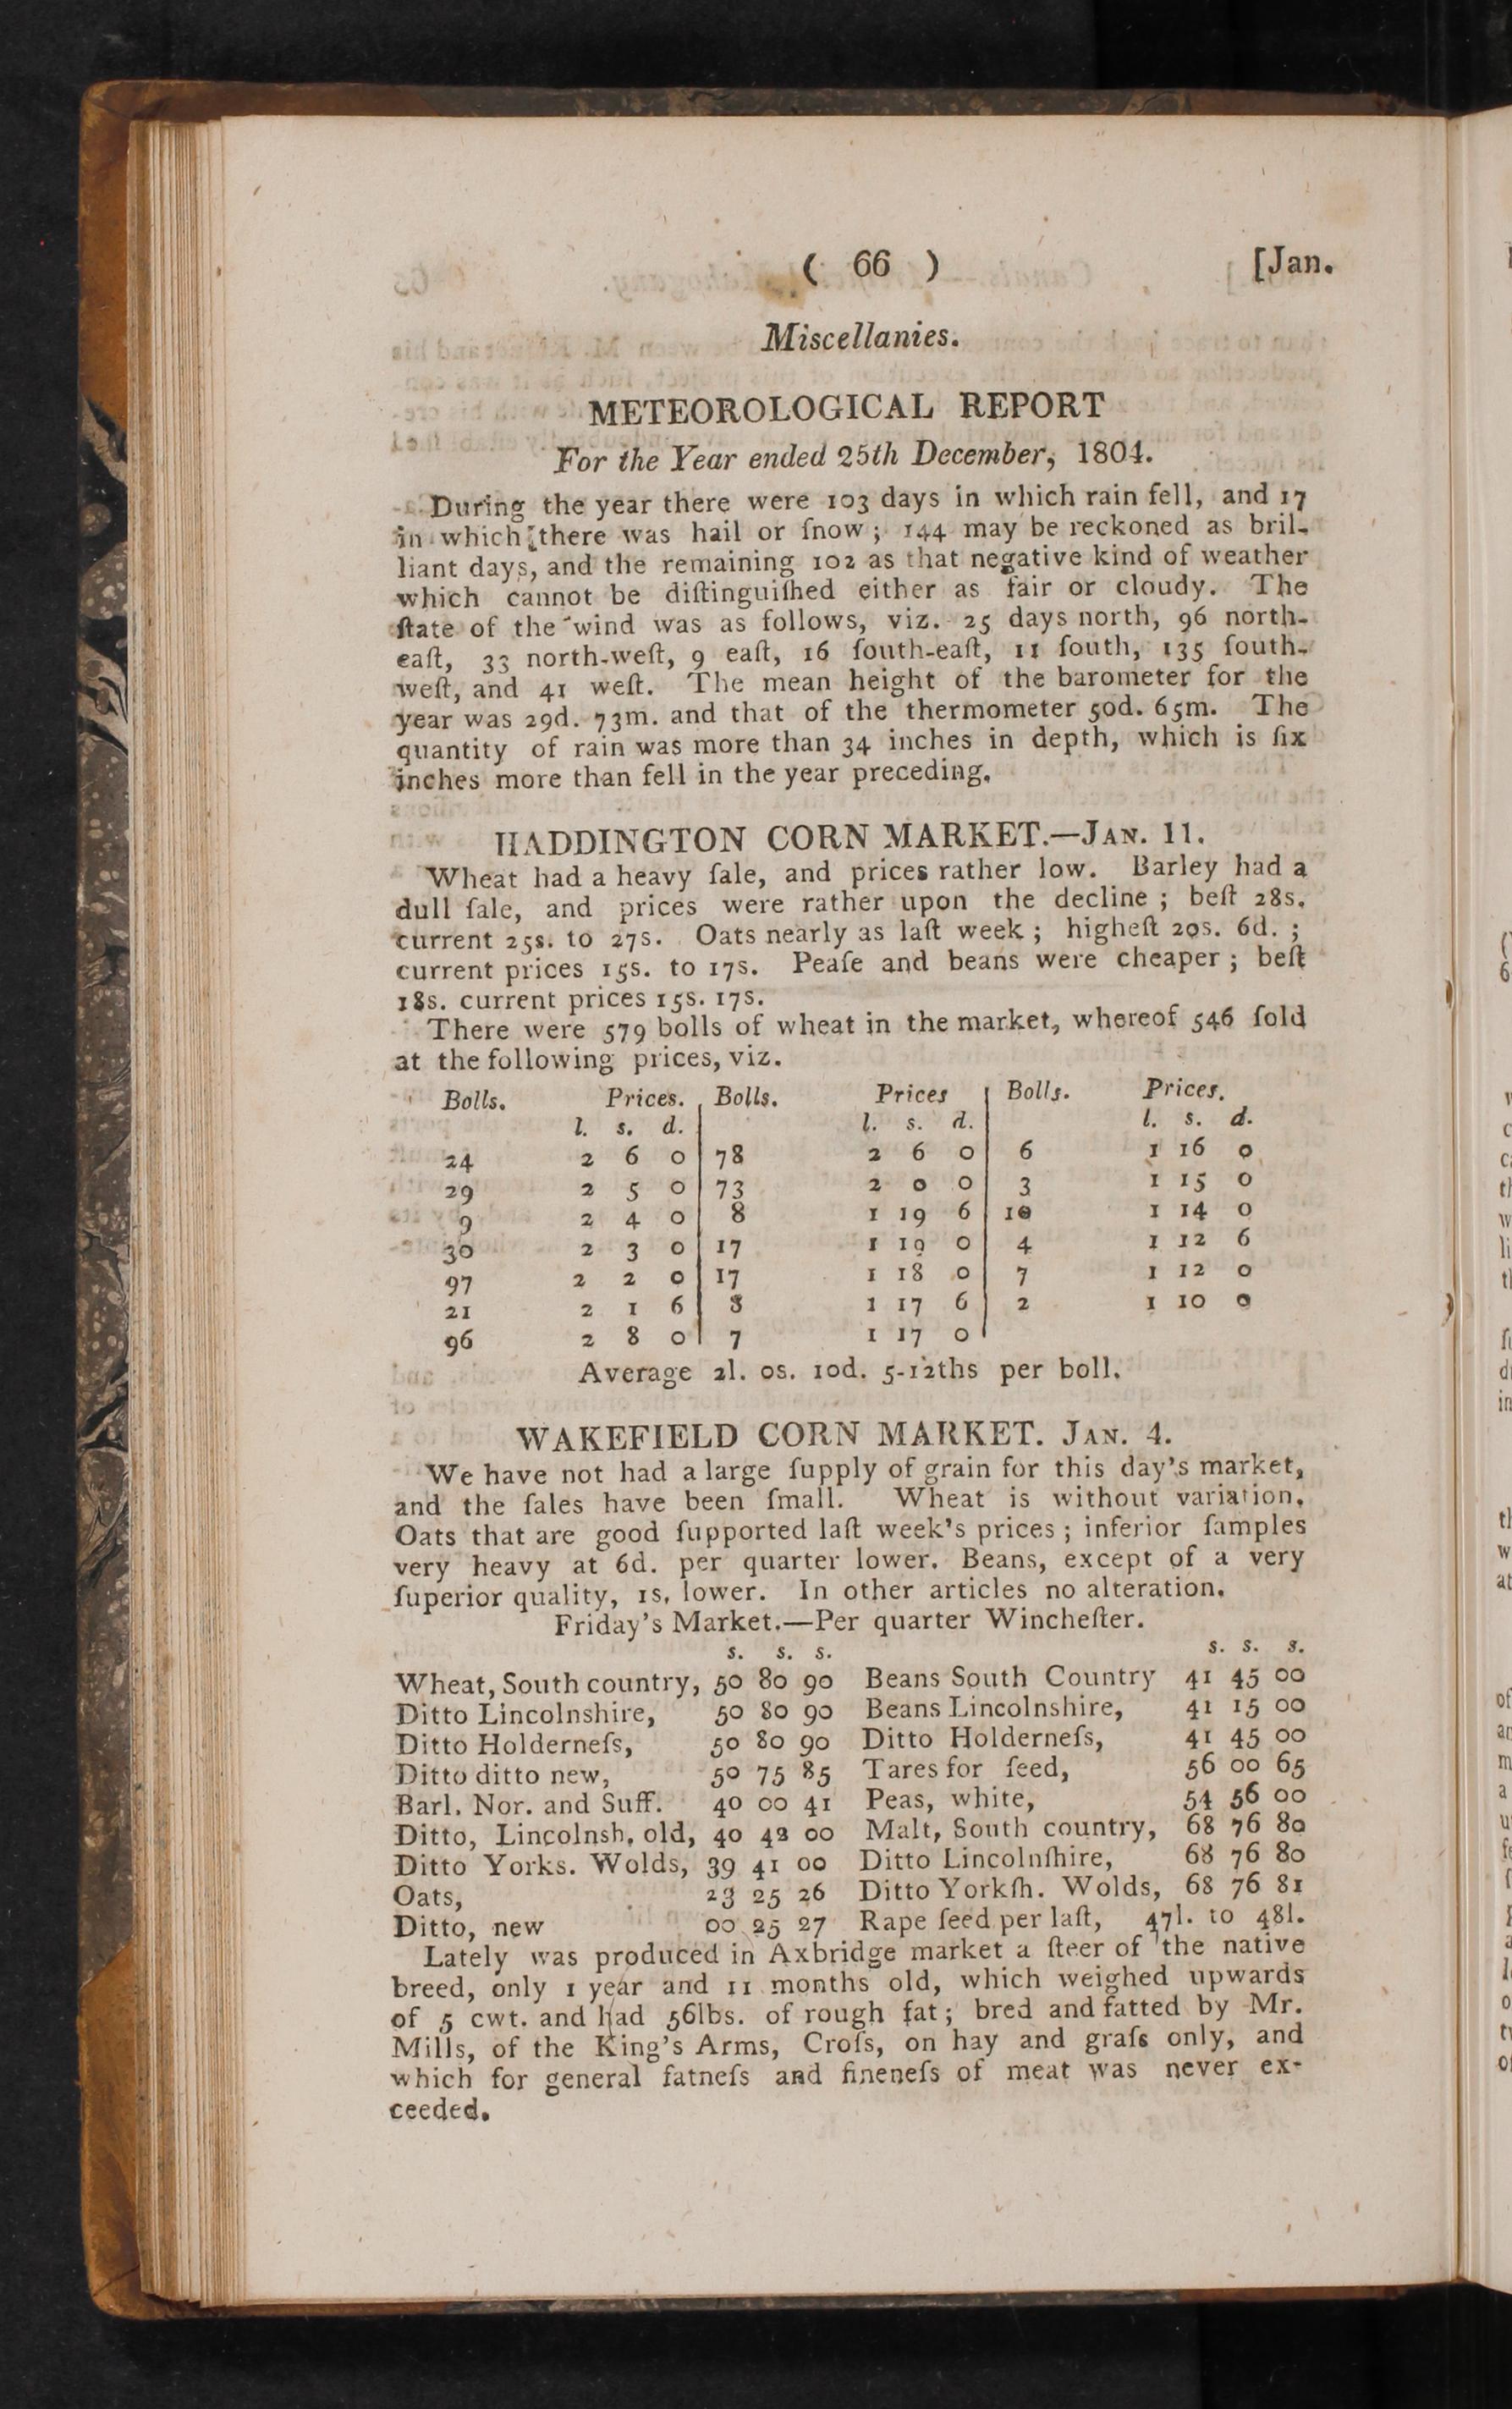 ( 66 ) [Jan.
Miscellanies.
METEOROLOGICAL REPORT
For the Year ended 25th December, 1804.
During the year there were 103 days in which rain fell, and 17
in which there was hail or ſnow ; 144 may be reckoned as bril-
liant days, and the remaining 102 as that negative kind of weather
which cannot be diſtinguiſhed either as fair or cloudy. The
ſtate of the wind was as follows, viz. 25 days north, 96 north-
eaſt, 33 north-weſt, 9 eaſt, 16 ſouth-eaſt, 11 ſouth, 135 ſouth-
weſt, and 41 weſt. The mean height of the barometer for the
year was 29d. 73m. and that of the thermometer 50d. 65m. The
quantity of rain was more than 34 inches in depth, which is ſix
inches more than fell in the year preceding.
HADDINGTON CORN MARKET.—JAN. 11.
Wheat had a heavy ſale, and prices rather low. Barley had a
dull ſale, and prices were rather upon the decline ; beſt 28s.
current 25s. to 27s. Oats nearly as laſt week ; higheſt 20s. 6d. ;
current prices 15s. to 17s. Peaſe and beans were cheaper ; beſt
18s. current prices 15s. 17s.
There were 579 bolls of wheat in the market, whereof 546 ſold
at the following prices, viz.
Bolls. Prices. Bolls. Prices Bolls. Prices.
l. s. d. l. s. d. l. s. d.
24 2 6 0 78 2 6 0 6 1 16 0
29 2 5 0 73 2 0 0 3 1 15 0
9 2 4 0 8 1 19 6 10 1 14 0
30 2 3 0 17 1 19 0 4 1 12 6
97 2 2 0 17 1 18 0 7 1 12 0
21 2 1 6 8 1 17 6 2 1 10 0
96 2 8 0 7 1 17 0
Average 2l. 0s. 10d. 5-12ths per boll.
WAKEFIELD CORN MARKET. JAN. 4.
We have not had a large ſupply of grain for this day's market,
and the ſales have been ſmall. Wheat is without variation.
Oats that are good ſupported laſt week's prices ; inferior ſamples
very heavy at 6d. per quarter lower. Beans, except of a very
ſuperior quality, 1s. lower. In other articles no alteration.
Friday's Market.—Per quarter Wincheſter.
s. s. s. s. s. s.
Wheat, South country, 50 80 90 Beans South Country 41 45 00
Ditto Lincolnshire, 50 80 90 Beans Lincolnshire, 41 15 00
Ditto Holderneſs, 50 80 90 Ditto Holderneſs, 41 45 00
Ditto ditto new, 50 75 85 Tares for ſeed, 56 00 65
Barl. Nor. and Suff. 40 00 41 Peas, white, 54 56 00
Ditto, Lincolnsh. old, 40 42 00 Malt, South country, 68 76 80
Ditto Yorks. Wolds, 39 41 00 Ditto Lincolnſhire, 68 76 80
Oats, 23 25 26 Ditto Yorkſh. Wolds, 68 76 81
Ditto, new 00 25 27 Rape ſeed per laſt, 47l. to 48l.
Lately was produced in Axbridge market a ſteer of the native
breed, only 1 year and 11 months old, which weighed upwards
of 5 cwt. and had 56lbs. of rough fat ; bred and fatted by Mr.
Mills, of the King's Arms, Croſs, on hay and graſs only, and
which for general fatneſs and fineneſs of meat was never ex-
ceeded.